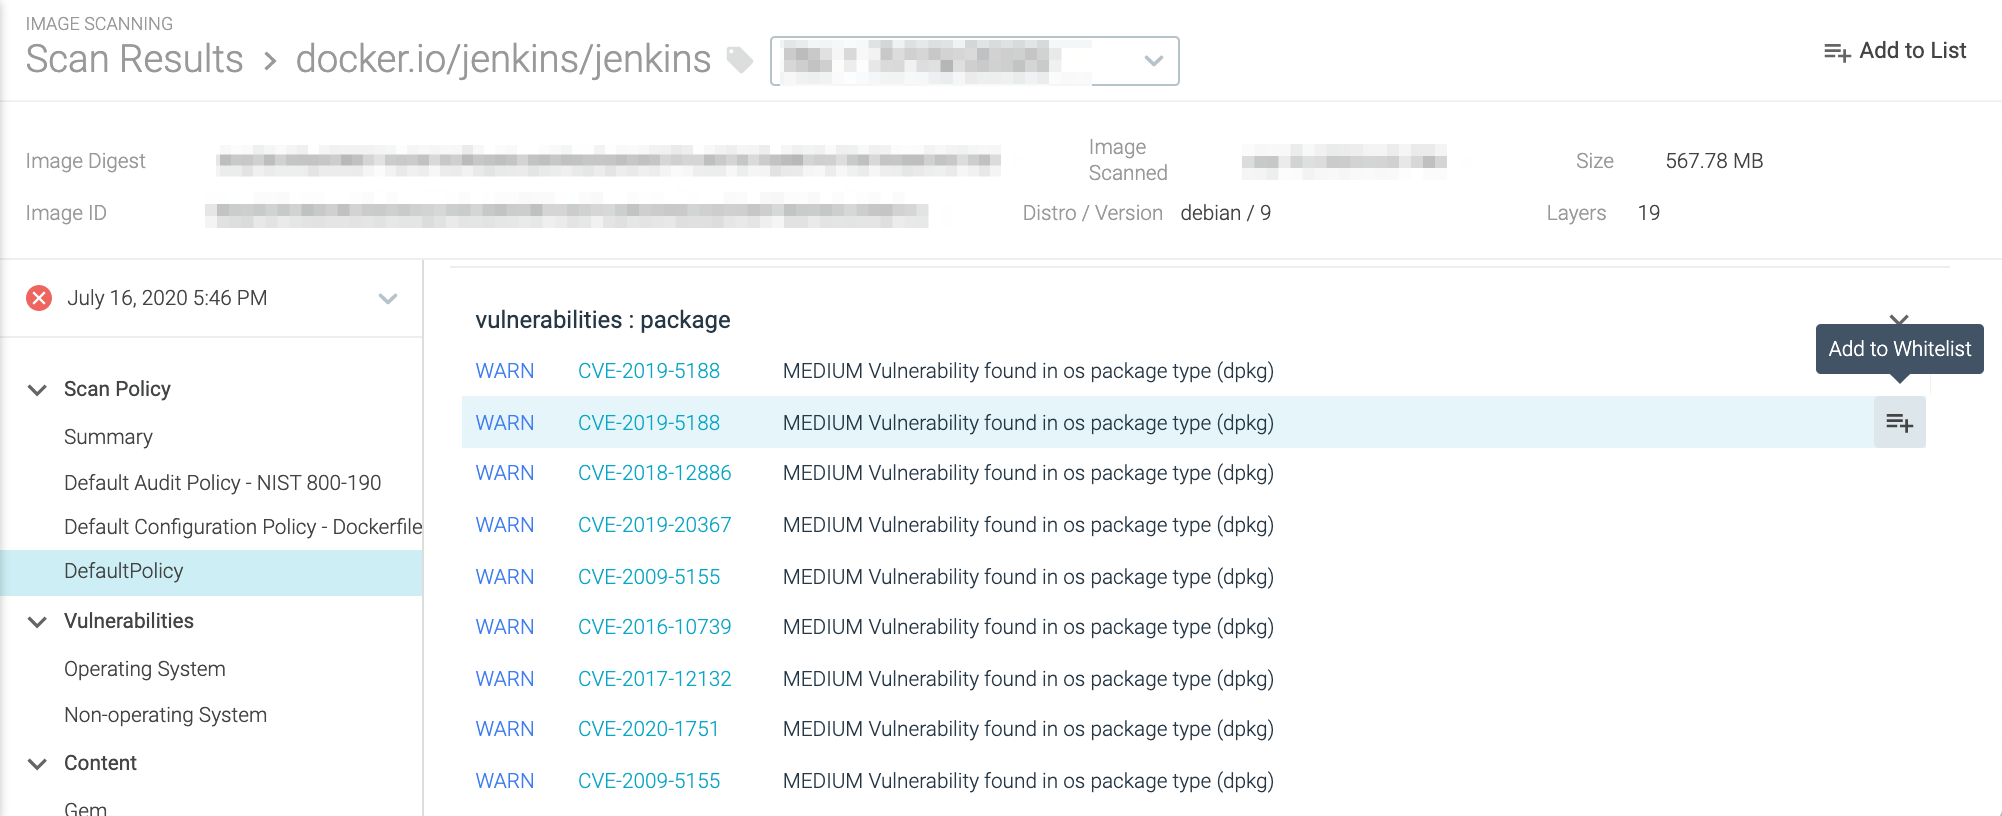 IMAGE SCANNING
Scan Results > docker.io/jenkins/jenkins
Add to List
Image Digest
Image Scanned
Size 567.78 MB
Image ID
Distro / Version debian / 9
Layers 19
July 16, 2020 5:46 PM
Scan Policy
Summary
Default Audit Policy - NIST 800-190
Default Configuration Policy - Dockerfile
DefaultPolicy
Vulnerabilities
Operating System
Non-operating System
Content
Gem
vulnerabilities : package
Add to Whitelist
WARN CVE-2019-5188 MEDIUM Vulnerability found in os package type (dpkg)
WARN CVE-2019-5188 MEDIUM Vulnerability found in os package type (dpkg)
WARN CVE-2018-12886 MEDIUM Vulnerability found in os package type (dpkg)
WARN CVE-2019-20367 MEDIUM Vulnerability found in os package type (dpkg)
WARN CVE-2009-5155 MEDIUM Vulnerability found in os package type (dpkg)
WARN CVE-2016-10739 MEDIUM Vulnerability found in os package type (dpkg)
WARN CVE-2017-12132 MEDIUM Vulnerability found in os package type (dpkg)
WARN CVE-2020-1751 MEDIUM Vulnerability found in os package type (dpkg)
WARN CVE-2009-5155 MEDIUM Vulnerability found in os package type (dpkg)